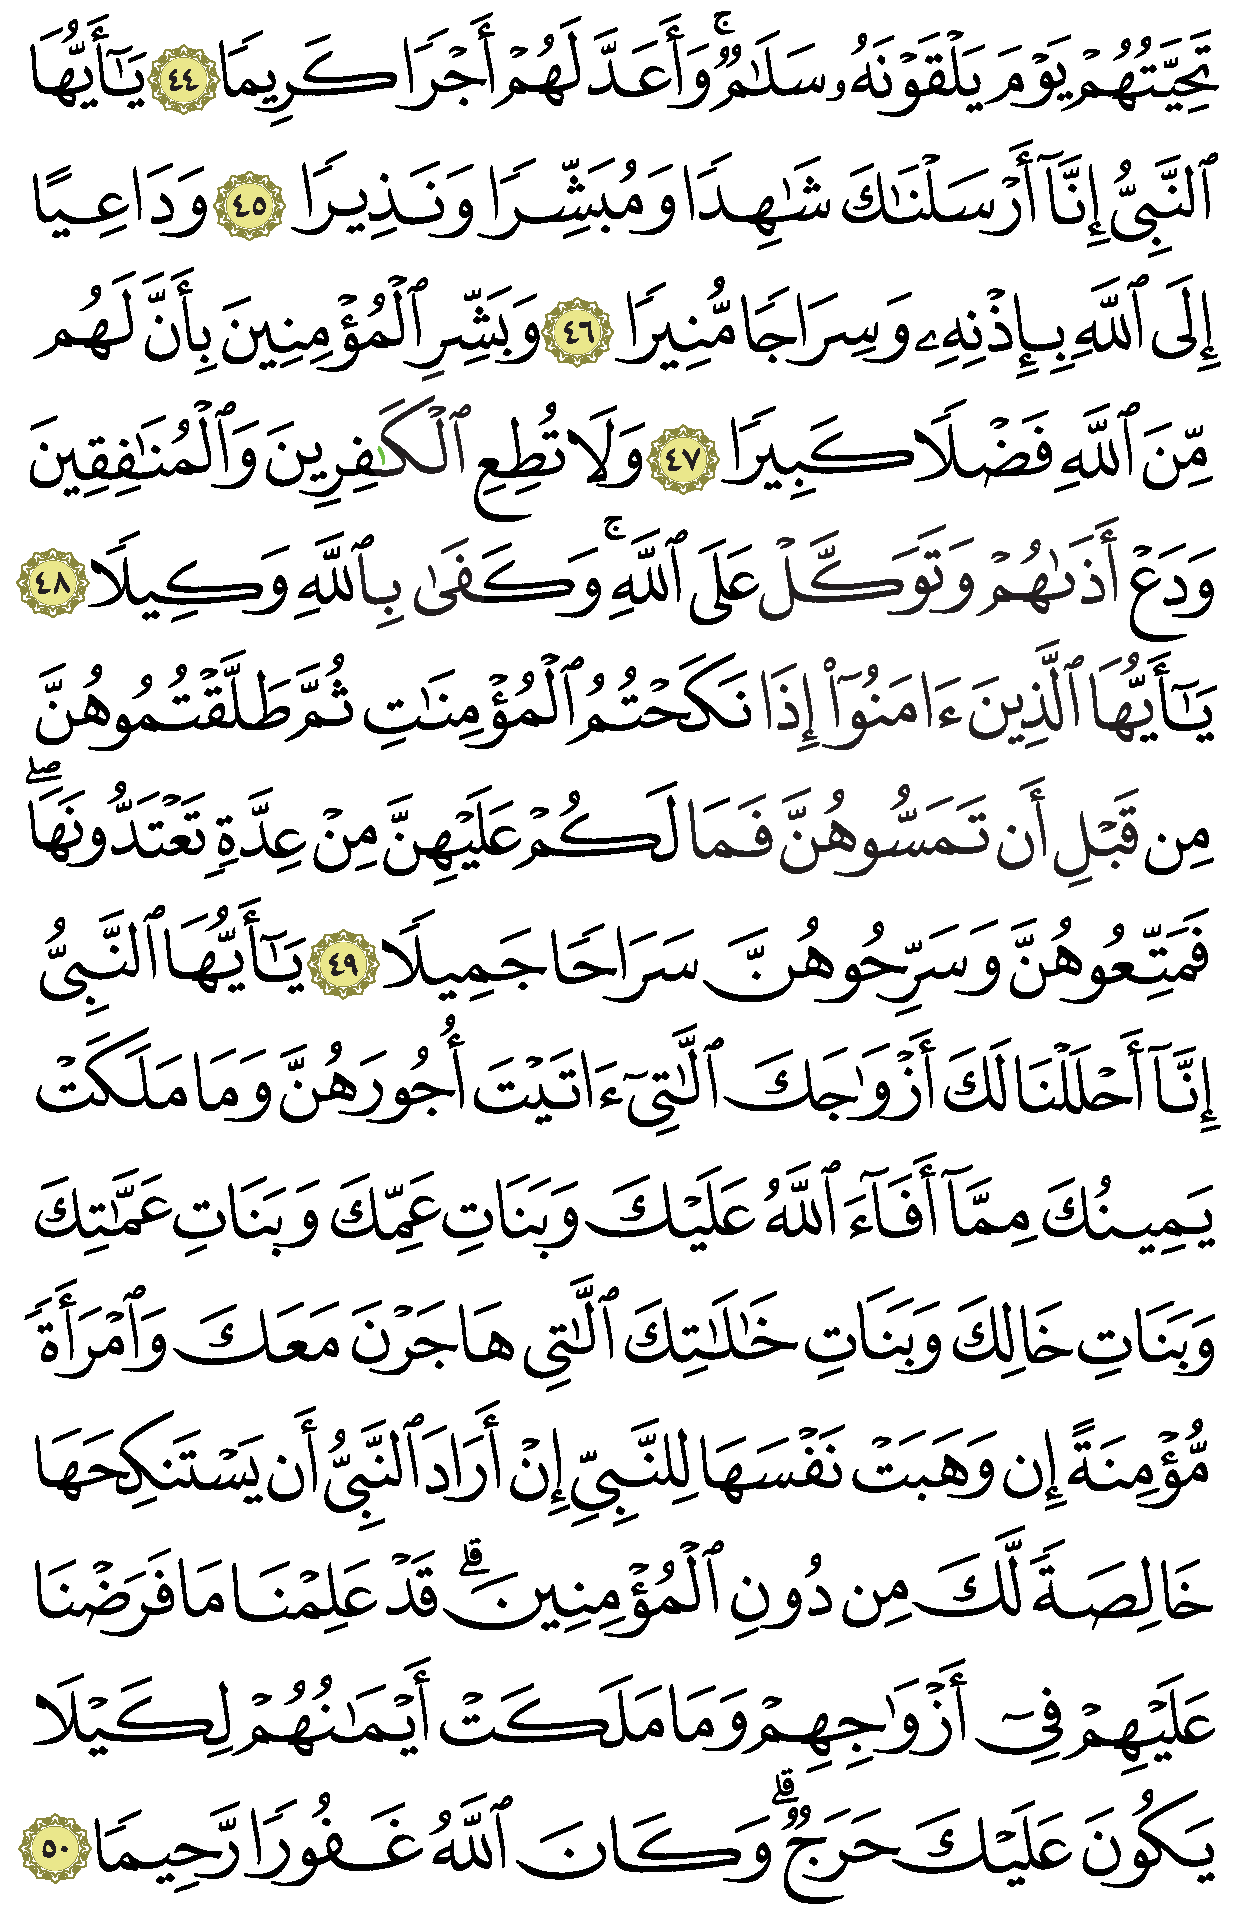 تَحِيَّتُهُمْ يَوْمَ يَلْقَوْنَهُۥ سَلَٰمٌۭ ۚ وَأَعَدَّ لَهُمْ أَجْرًۭا كَرِيمًۭا ٤٤ يَٰٓأَيُّهَا
ٱلنَّبِىُّ إِنَّآ أَرْسَلْنَٰكَ شَٰهِدًۭا وَمُبَشِّرًۭا وَنَذِيرًۭا ٤٥ وَدَاعِيًا
إِلَى ٱللَّهِ بِإِذْنِهِۦ وَسِرَاجًۭا مُّنِيرًۭا ٤٦ وَبَشِّرِ ٱلْمُؤْمِنِينَ بِأَنَّ لَهُم
مِّنَ ٱللَّهِ فَضْلًۭا كَبِيرًۭا ٤٧ وَلَا تُطِعِ ٱلْكَٰفِرِينَ وَٱلْمُنَٰفِقِينَ
وَدَعْ أَذَىٰهُمْ وَتَوَكَّلْ عَلَى ٱللَّهِ ۚ وَكَفَىٰ بِٱللَّهِ وَكِيلًۭا ٤٨
يَٰٓأَيُّهَا ٱلَّذِينَ ءَامَنُوٓا۟ إِذَا نَكَحْتُمُ ٱلْمُؤْمِنَٰتِ ثُمَّ طَلَّقْتُمُوهُنَّ
مِن قَبْلِ أَن تَمَسُّوهُنَّ فَمَا لَكُمْ عَلَيْهِنَّ مِنْ عِدَّةٍۢ تَعْتَدُّونَهَا ۖ
فَمَتِّعُوهُنَّ وَسَرِّحُوهُنَّ سَرَاحًۭا جَمِيلًۭا ٤٩ يَٰٓأَيُّهَا ٱلنَّبِىُّ
إِنَّآ أَحْلَلْنَا لَكَ أَزْوَٰجَكَ ٱلَّٰتِىٓ ءَاتَيْتَ أُجُورَهُنَّ وَمَا مَلَكَتْ
يَمِينُكَ مِمَّآ أَفَآءَ ٱللَّهُ عَلَيْكَ وَبَنَاتِ عَمِّكَ وَبَنَاتِ عَمَّٰتِكَ
وَبَنَاتِ خَالِكَ وَبَنَاتِ خَٰلَٰتِكَ ٱلَّٰتِى هَاجَرْنَ مَعَكَ وَٱمْرَأَةًۭ
مُّؤْمِنَةً إِن وَهَبَتْ نَفْسَهَا لِلنَّبِىِّ إِنْ أَرَادَ ٱلنَّبِىُّ أَن يَسْتَنكِحَهَا
خَالِصَةًۭ لَّكَ مِن دُونِ ٱلْمُؤْمِنِينَ ۗ قَدْ عَلِمْنَا مَا فَرَضْنَا
عَلَيْهِمْ فِىٓ أَزْوَٰجِهِمْ وَمَا مَلَكَتْ أَيْمَٰنُهُمْ لِكَيْلَا
يَكُونَ عَلَيْكَ حَرَجٌۭ ۗ وَكَانَ ٱللَّهُ غَفُورًۭا رَّحِيمًۭا ٥٠